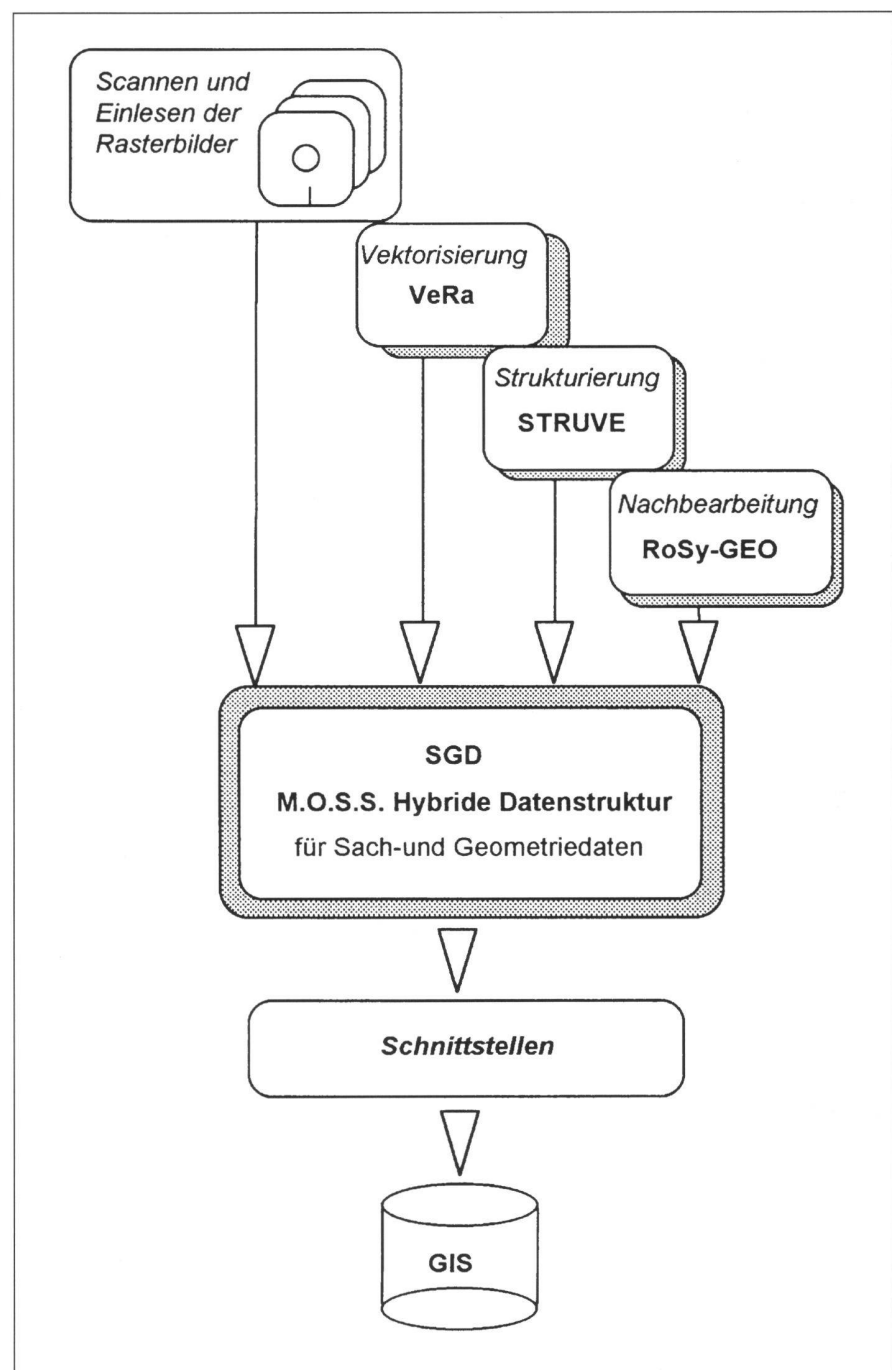 Scannen und
Einlesen der
Rasterbilder
Vektorisierung
VeRa
Strukturierung
STRUVE
Nachbearbeitung
RoSy-GEO
SGD
M.O.S.S. Hybride Datenstruktur
für Sach-und Geometriedaten
Schnittstellen
GIS